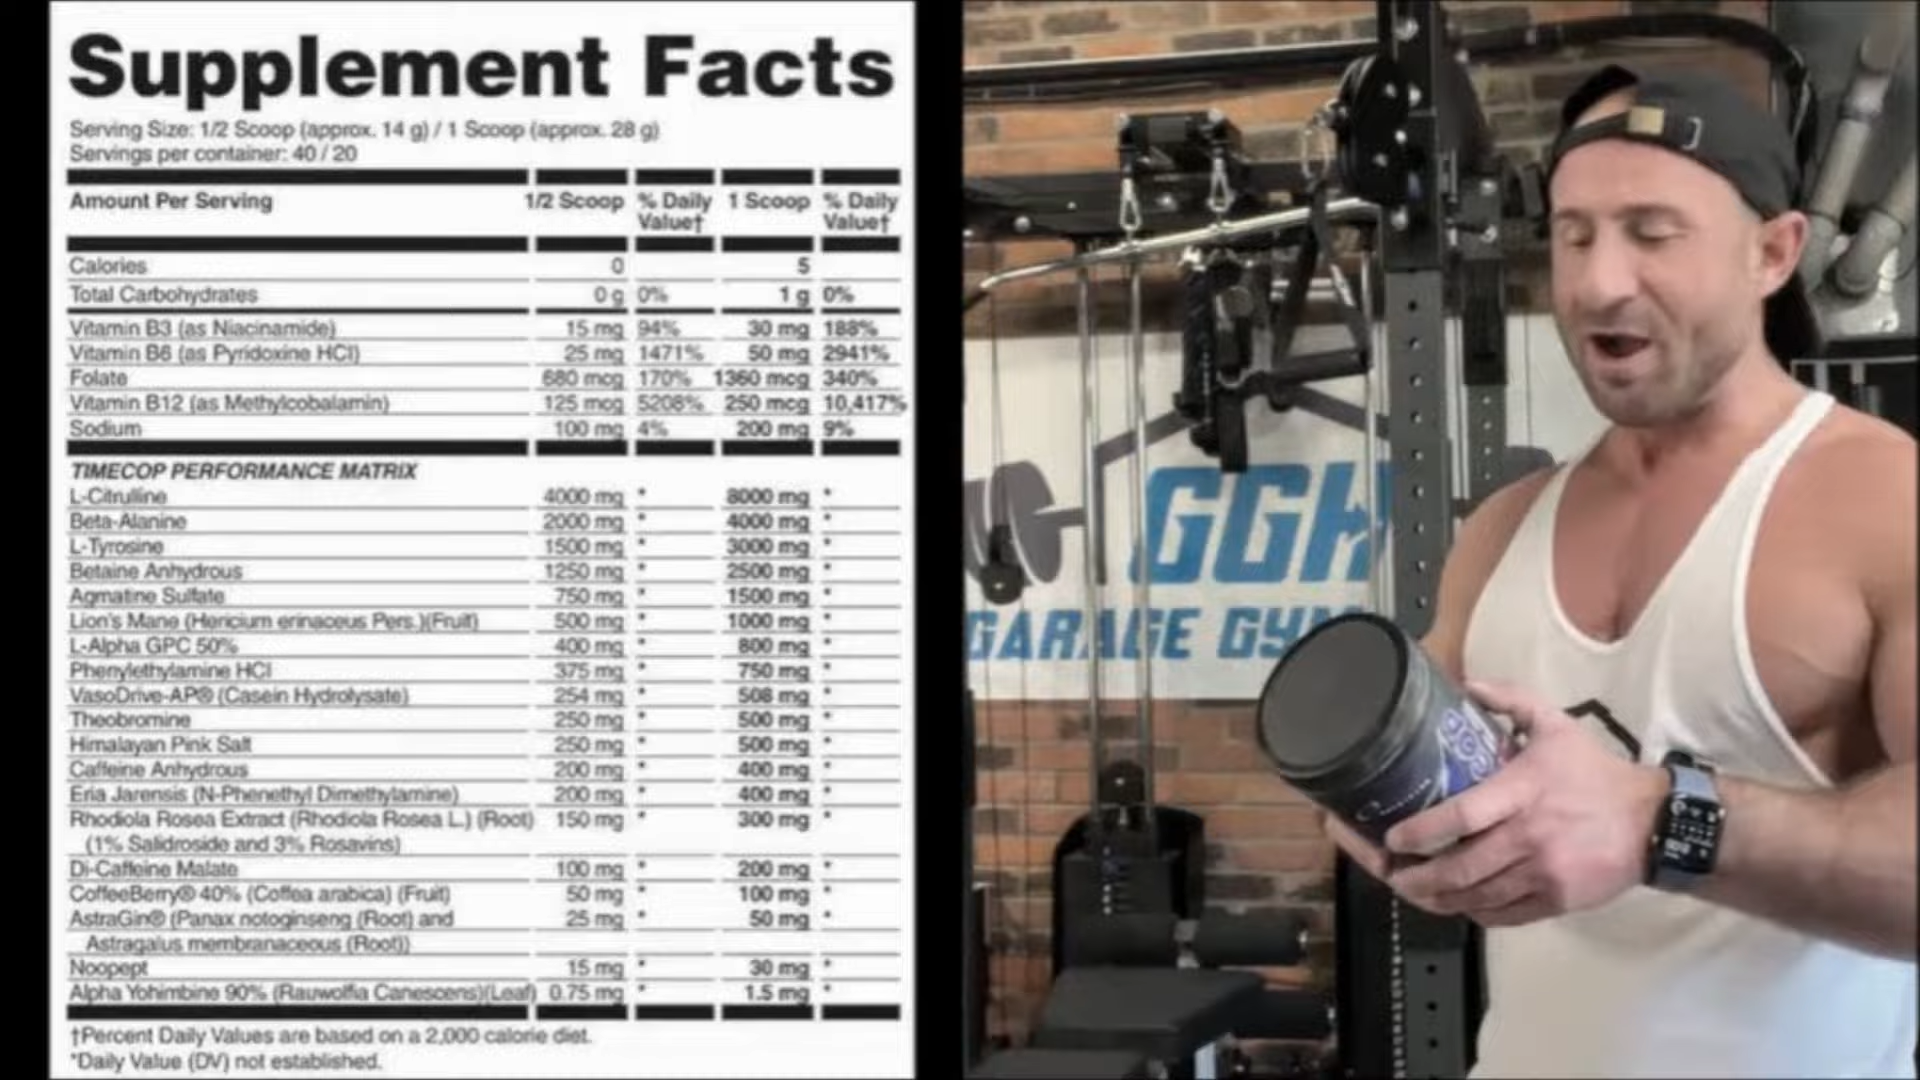 Supplement Facts
Serving Size: 1/2 Scoop (approx. 14 g) / 1 Scoop (approx. 28 g)
Servings per container: 40 / 20
Amount Per Serving 1/2 Scoop % Daily Value† 1 Scoop % Daily Value†
Calories 0 5
Total Carbohydrates 0 g 0% 1 g 0%
Vitamin B3 (as Niacinamide) 15 mg 94% 30 mg 188%
Vitamin B6 (as Pyridoxine HCl) 25 mg 1471% 50 mg 2941%
Folate 680 mcg 170% 1360 mcg 340%
Vitamin B12 (as Methylcobalamin) 125 mcg 5208% 250 mcg 10,417%
Sodium 100 mg 4% 200 mg 9%
TIMECOP PERFORMANCE MATRIX
L-Citrulline 4000 mg * 8000 mg *
Beta-Alanine 2000 mg * 4000 mg *
L-Tyrosine 1500 mg * 3000 mg *
Betaine Anhydrous 1250 mg * 2500 mg *
Agmatine Sulfate 750 mg * 1500 mg *
Lion's Mane (Hericium erinaceus Pers.)(Fruit) 500 mg * 1000 mg *
L-Alpha GPC 50% 400 mg * 800 mg *
Phenylethylamine HCl 375 mg * 750 mg *
VasoDrive-AP® (Casein Hydrolysate) 254 mg * 508 mg *
Theobromine 250 mg * 500 mg *
Himalayan Pink Salt 250 mg * 500 mg *
Caffeine Anhydrous 200 mg * 400 mg *
Eria Jarensis (N-Phenethyl Dimethylamine) 200 mg * 400 mg *
Rhodiola Rosea Extract (Rhodiola Rosea L.) (Root) 150 mg * 300 mg *
(1% Salidroside and 3% Rosavins)
Di-Caffeine Malate 100 mg * 200 mg *
CoffeeBerry® 40% (Coffea arabica) (Fruit) 50 mg * 100 mg *
AstraGin® (Panax notoginseng (Root) and 25 mg * 50 mg *
Astragalus membranaceous (Root))
Noopept 15 mg * 30 mg *
Alpha Yohimbine 90% (Rauwolfia Canescens)(Leaf) 0.75 mg * 1.5 mg *
†Percent Daily Values are based on a 2,000 calorie diet.
*Daily Value (DV) not established.
GGH
GARAGE GYM